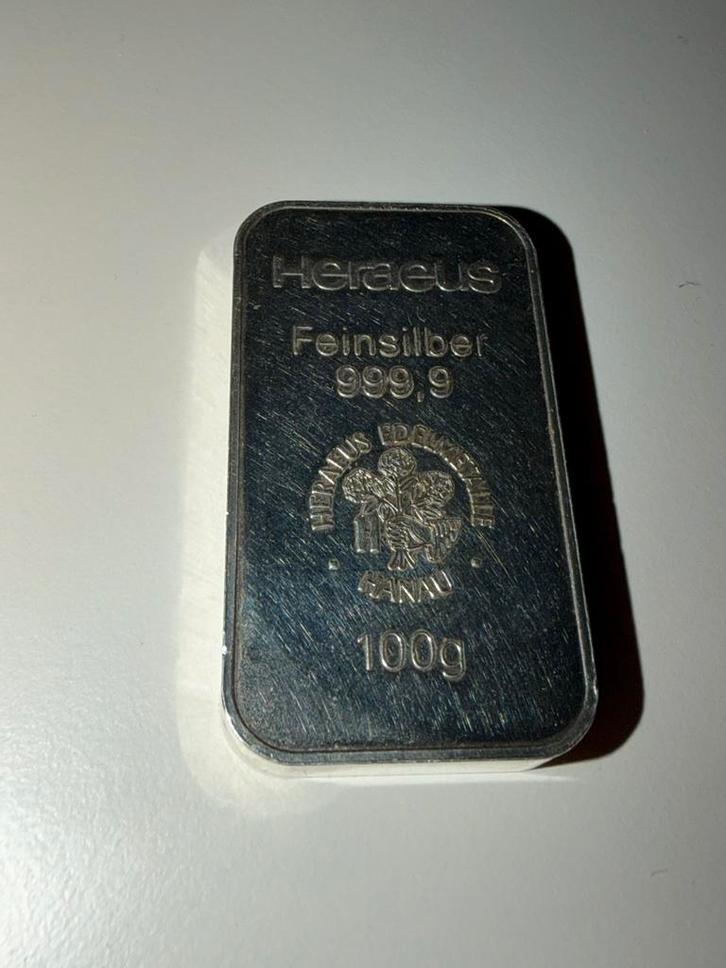 Heraeus
Feinsilber
999,9
HERAEUS EDELMETALLE
H
HANAU
100g